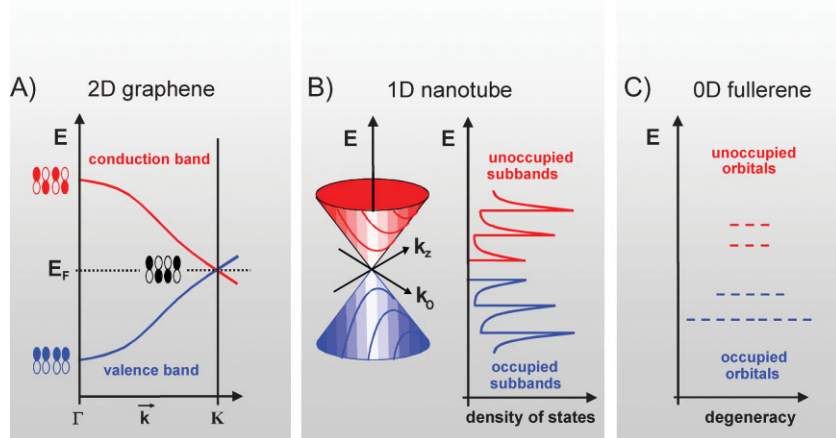 A) 2D graphene
E
conduction band
E_F
valence band
Γ
k
K
B) 1D nanotube
E
k_z
k_o
E
unoccupied
subbands
occupied
subbands
density of states
C) 0D fullerene
E
unoccupied
orbitals
occupied
orbitals
degeneracy